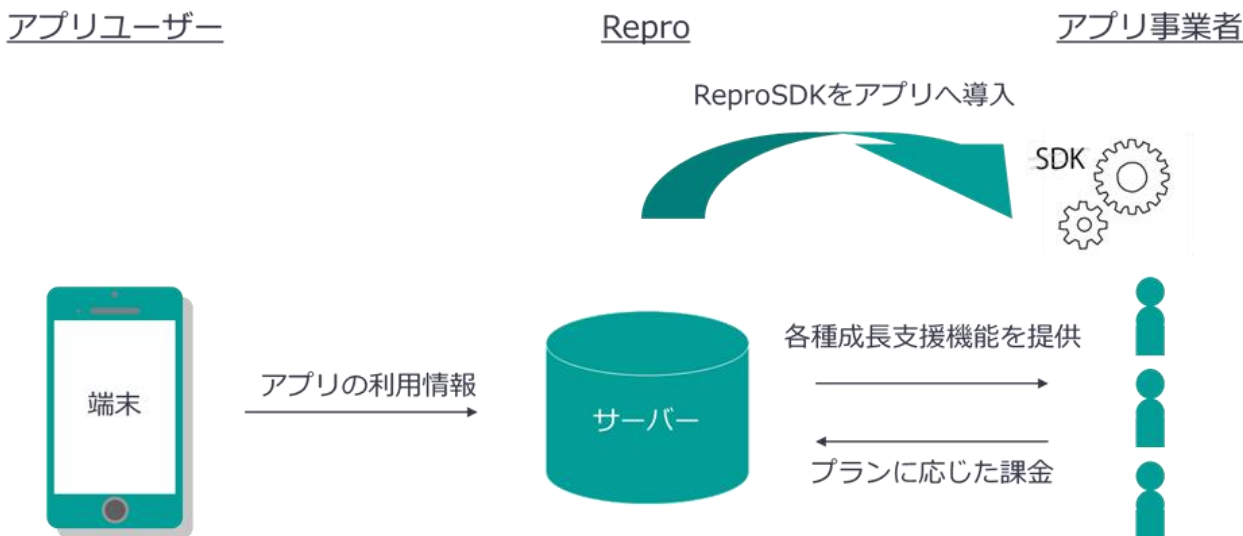 アプリユーザー
Repro
アプリ事業者
ReproSDKをアプリへ導入
SDK
各種成長支援機能を提供
アプリの利用情報
端末
サーバー
プランに応じた課金